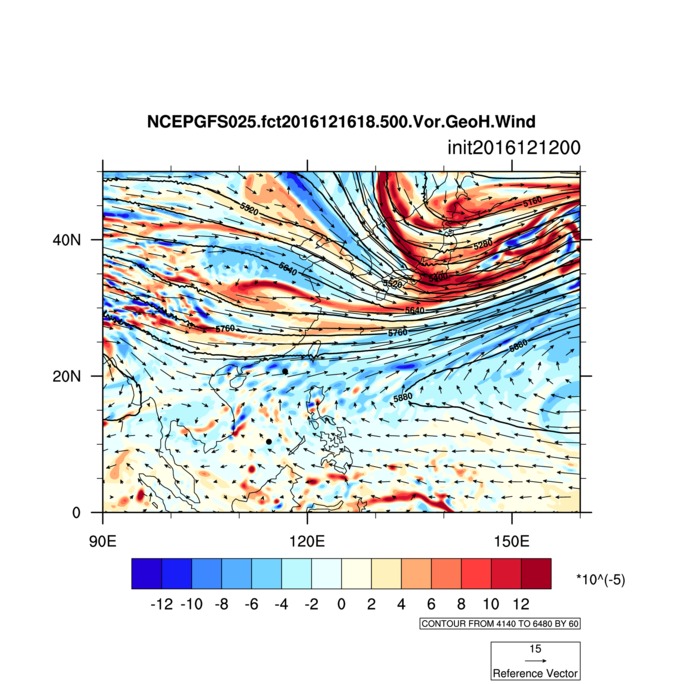 NCEPGFS025.fct2016121618.500.Vor.GeoH.Wind
init2016121200
5320
5160
40N
5280
5640
5400
5520
5640
5760
5760
5880
20N
5880
0
90E 120E 150E
-12 -10 -8 -6 -4 -2 0 2 4 6 8 10 12
*10^(-5)
CONTOUR FROM 4140 TO 6480 BY 60
15
Reference Vector